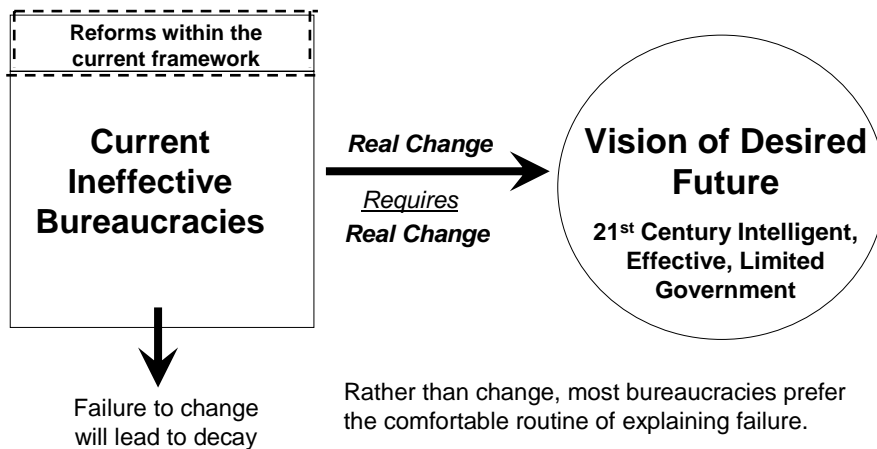 Reforms within the
current framework
Current
Ineffective
Bureaucracies
Real Change
Requires
Real Change
Vision of Desired
Future
21st Century Intelligent,
Effective, Limited
Government
Failure to change
will lead to decay
Rather than change, most bureaucracies prefer
the comfortable routine of explaining failure.